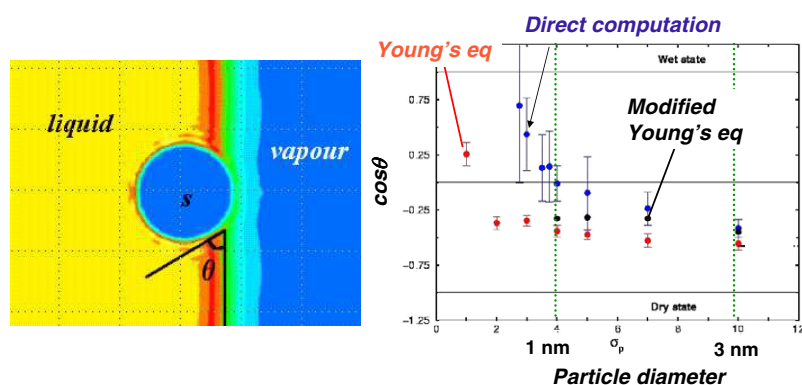 liquid
vapour
s
θ
Direct computation
Young's eq
Wet state
Modified
Young's eq
cosθ
0.75
0.25
−0.25
−0.75
−1.25
Dry state
0 2 4 6 8 10 12
1 nm σp 3 nm
Particle diameter